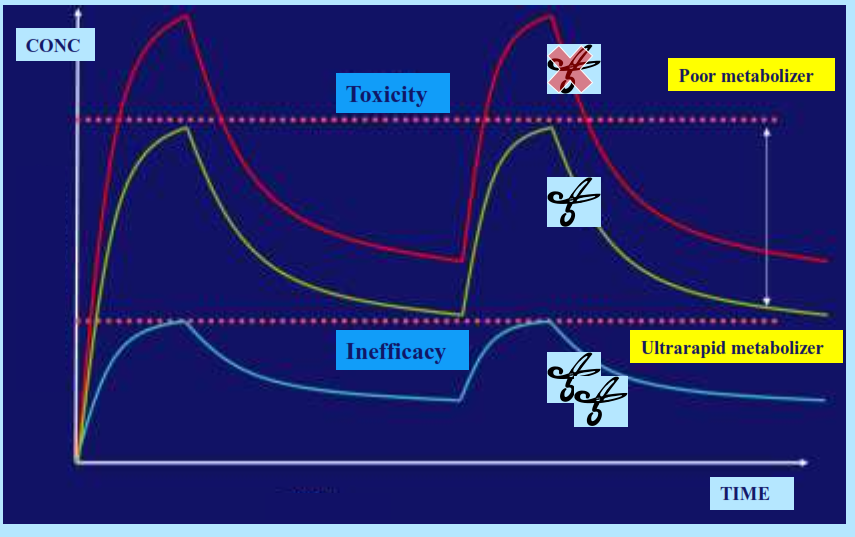 CONC
Poor metabolizer
Toxicity
Inefficacy
Ultrarapid metabolizer
TIME